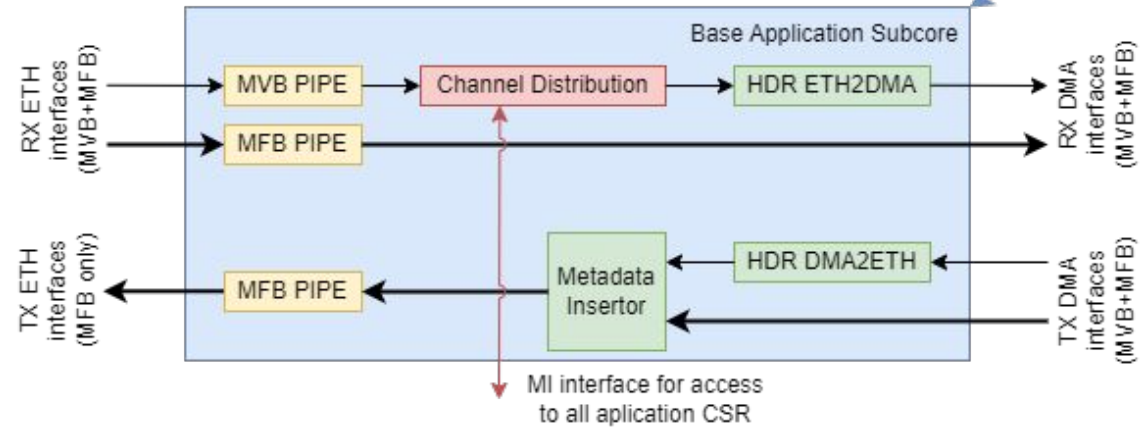 Base Application Subcore
RX ETH
interfaces
(MVB+MFB)
MVB PIPE
Channel Distribution
HDR ETH2DMA
RX DMA
interfaces
(MVB+MFB)
MFB PIPE
TX ETH
interfaces
(MFB only)
MFB PIPE
Metadata
Insertor
HDR DMA2ETH
TX DMA
interfaces
(MVB+MFB)
MI interface for access
to all aplication CSR